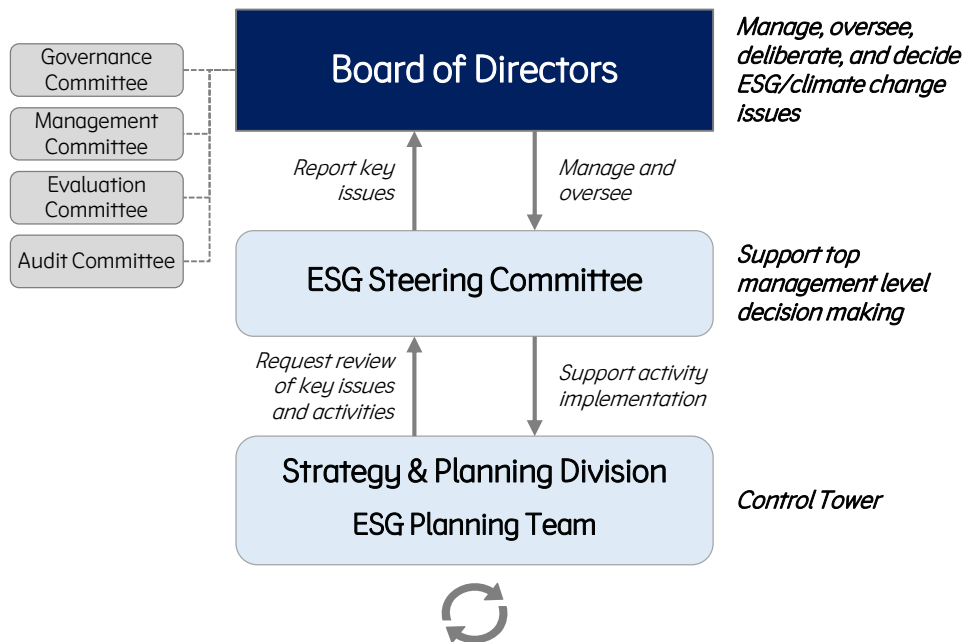 Governance
Committee
Management
Committee
Evaluation
Committee
Audit Committee
Board of Directors
Manage, oversee,
deliberate, and decide
ESG/climate change
issues
Report key
issues
Manage and
oversee
ESG Steering Committee
Support top
management level
decision making
Request review
of key issues
and activities
Support activity
implementation
Strategy & Planning Division
ESG Planning Team
Control Tower